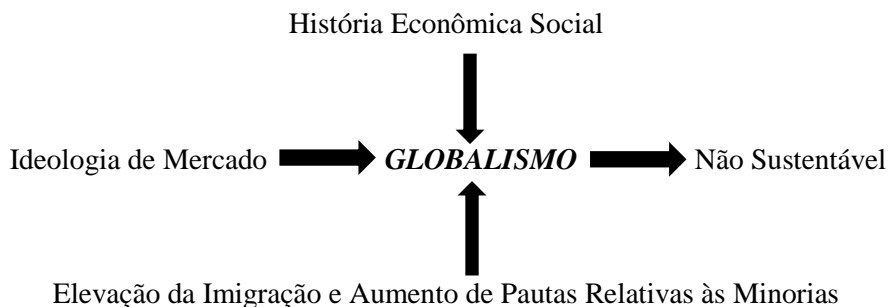 História Econômica Social
Ideologia de Mercado GLOBALISMO Não Sustentável
Elevação da Imigração e Aumento de Pautas Relativas às Minorias